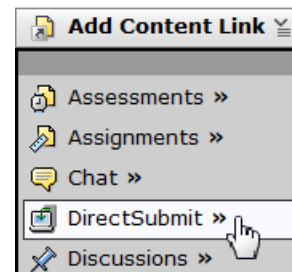 Add Content Link
Assessments »
Assignments »
Chat »
DirectSubmit »
Discussions »